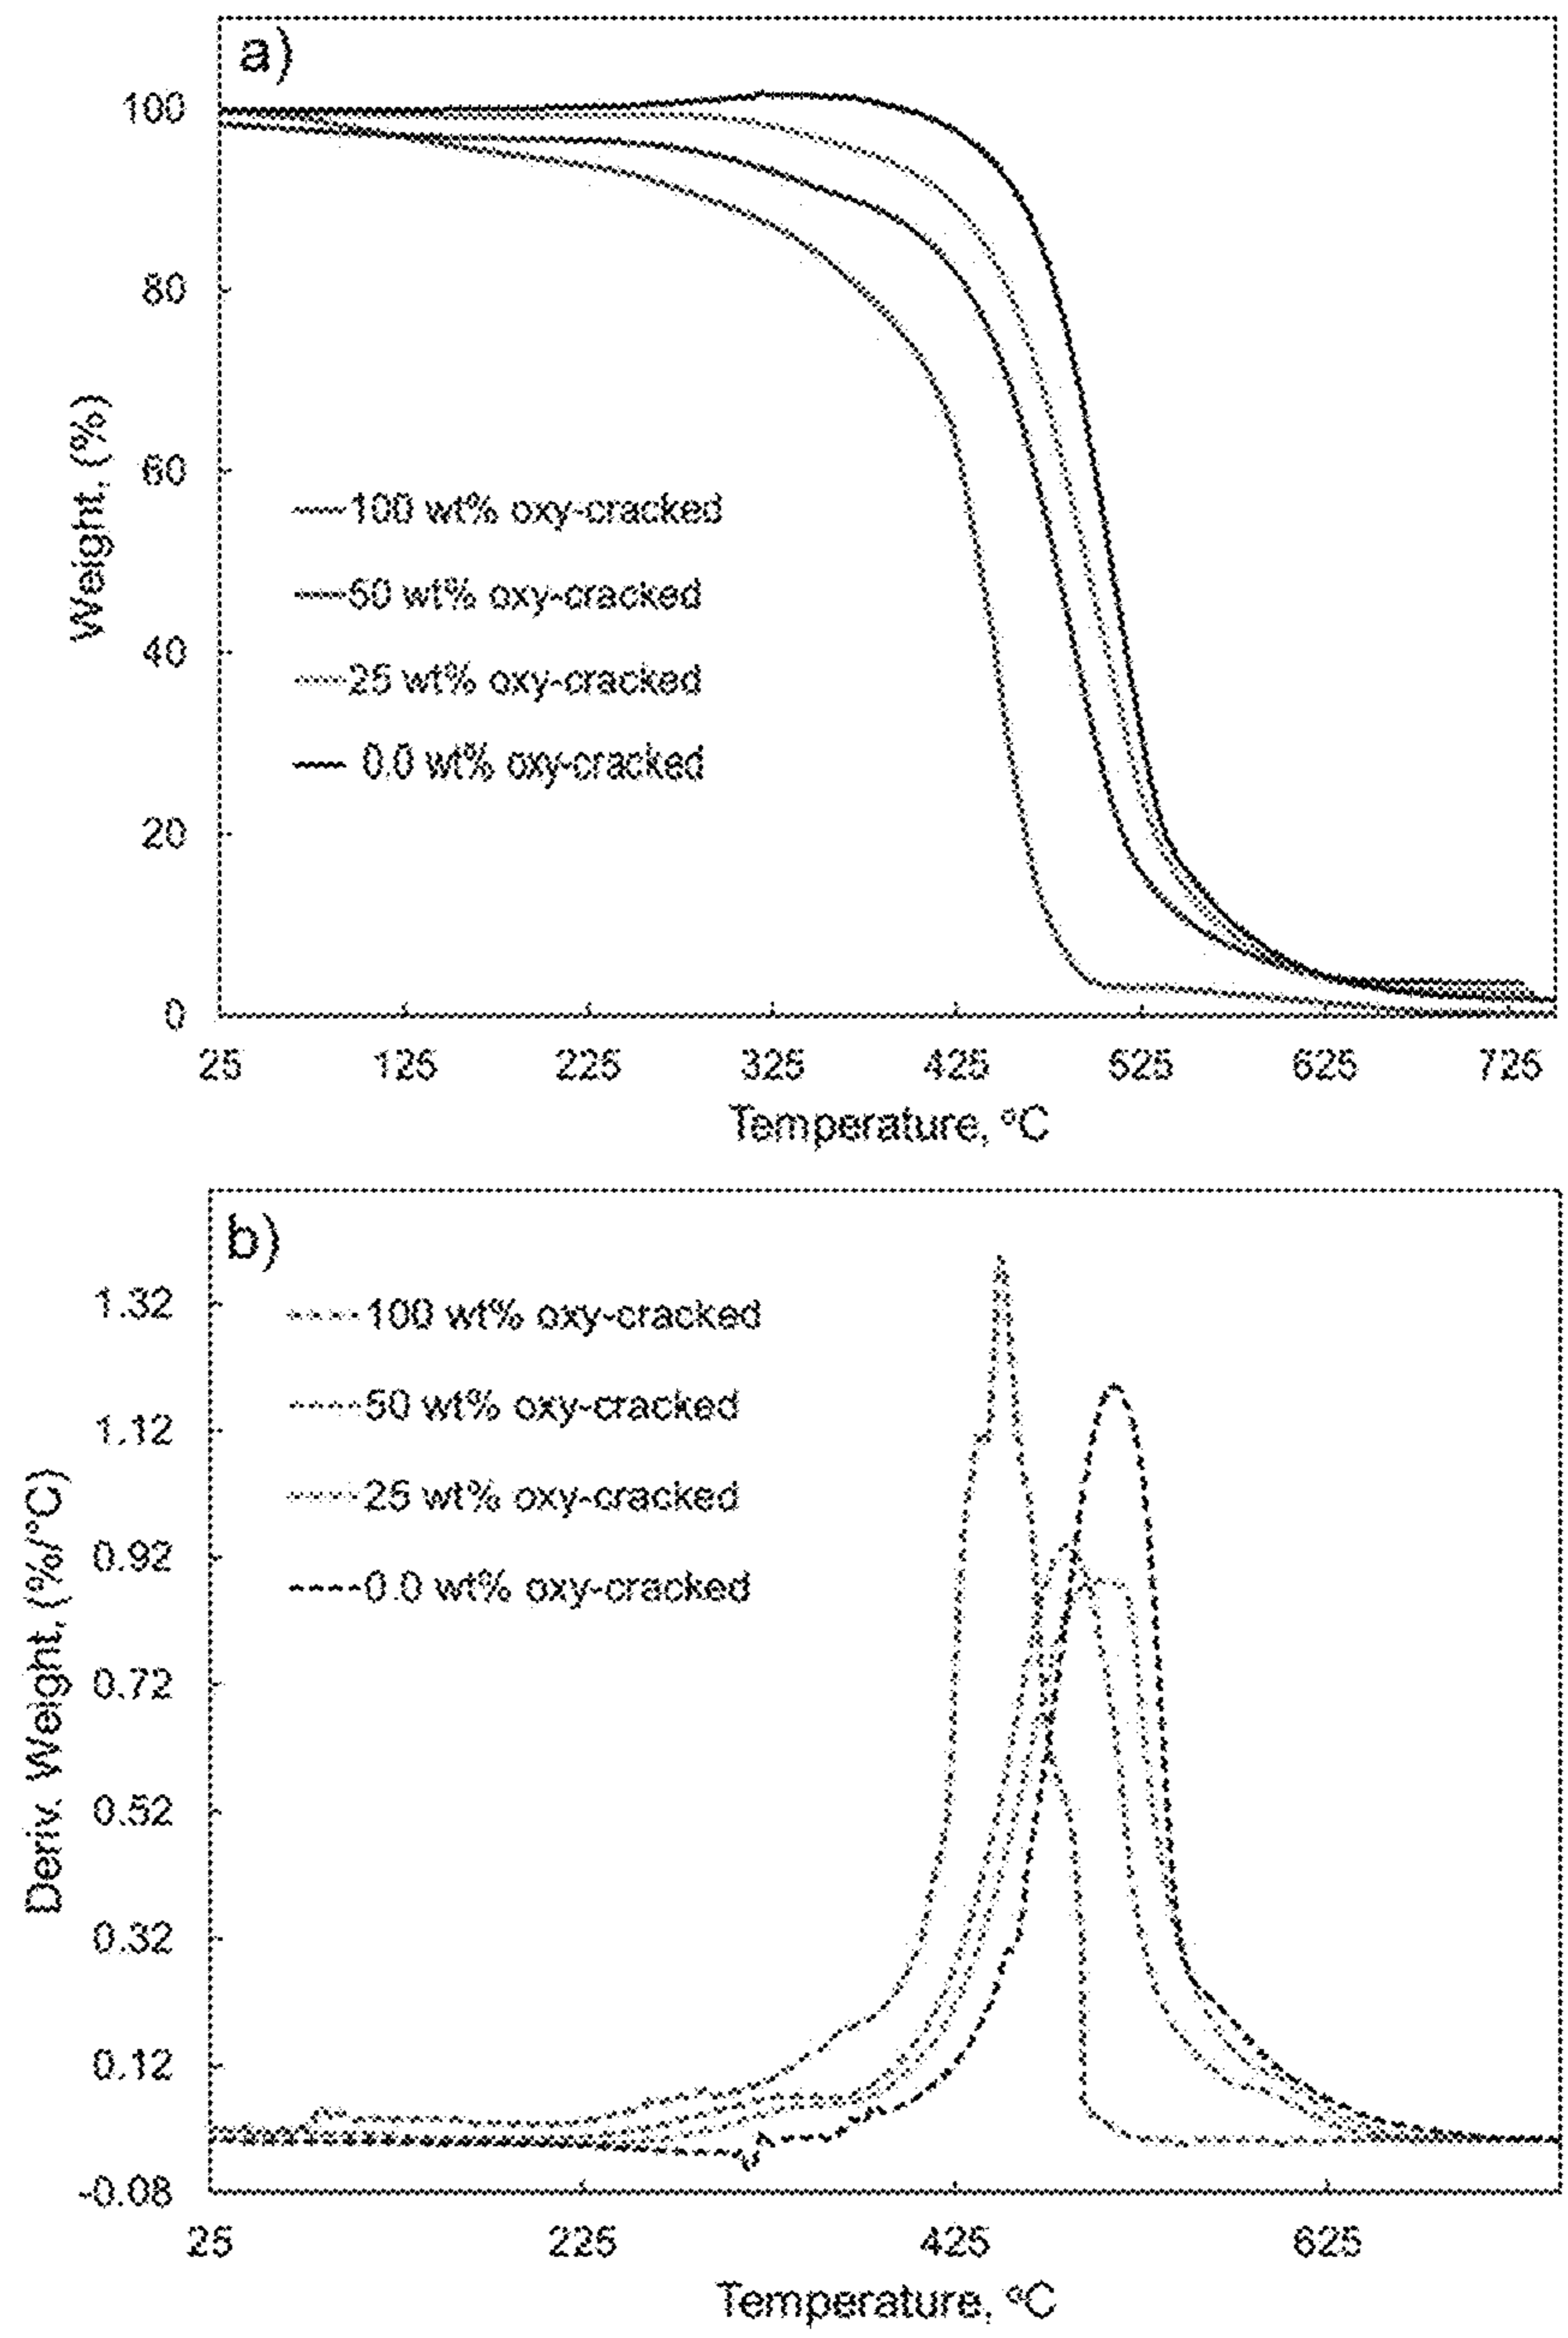 a)
100
80
60
40
20
0
Weight, (%)
100 wt% oxy-cracked
50 wt% oxy-cracked
25 wt% oxy-cracked
0.0 wt% oxy-cracked
25 125 225 325 425 525 625 725
Temperature, ºC
b)
1.32
1.12
0.92
0.72
0.52
0.32
0.12
-0.08
Deriv. Weight, (%/°C)
100 wt% oxy-cracked
50 wt% oxy-cracked
25 wt% oxy-cracked
0.0 wt% oxy-cracked
25 225 425 625
Temperature, ºC